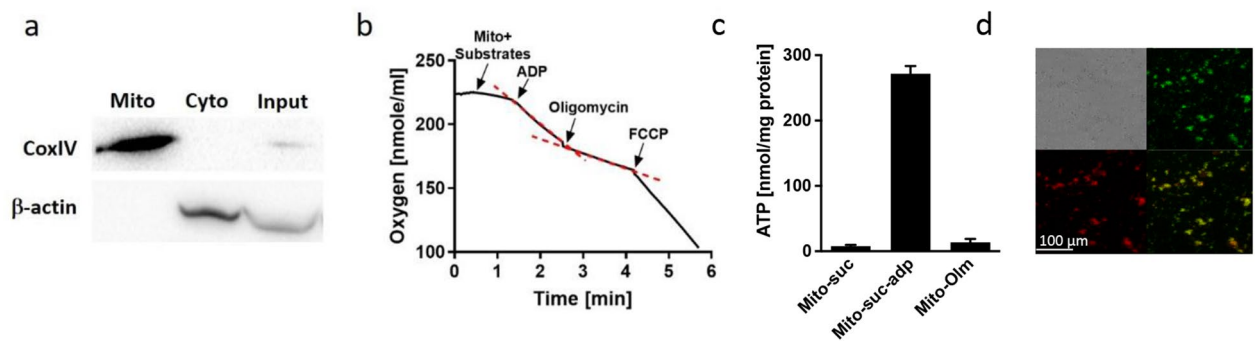 a
Mito Cyto Input
CoxIV
β-actin
b
Oxygen [nmole/ml]
250
200
150
100
Mito+
Substrates
ADP
Oligomycin
FCCP
0 1 2 3 4 5 6
Time [min]
c
ATP [nmol/mg protein]
300
200
100
0
Mito-suc
Mito-suc-adp
Mito-Olm
d
100 µm